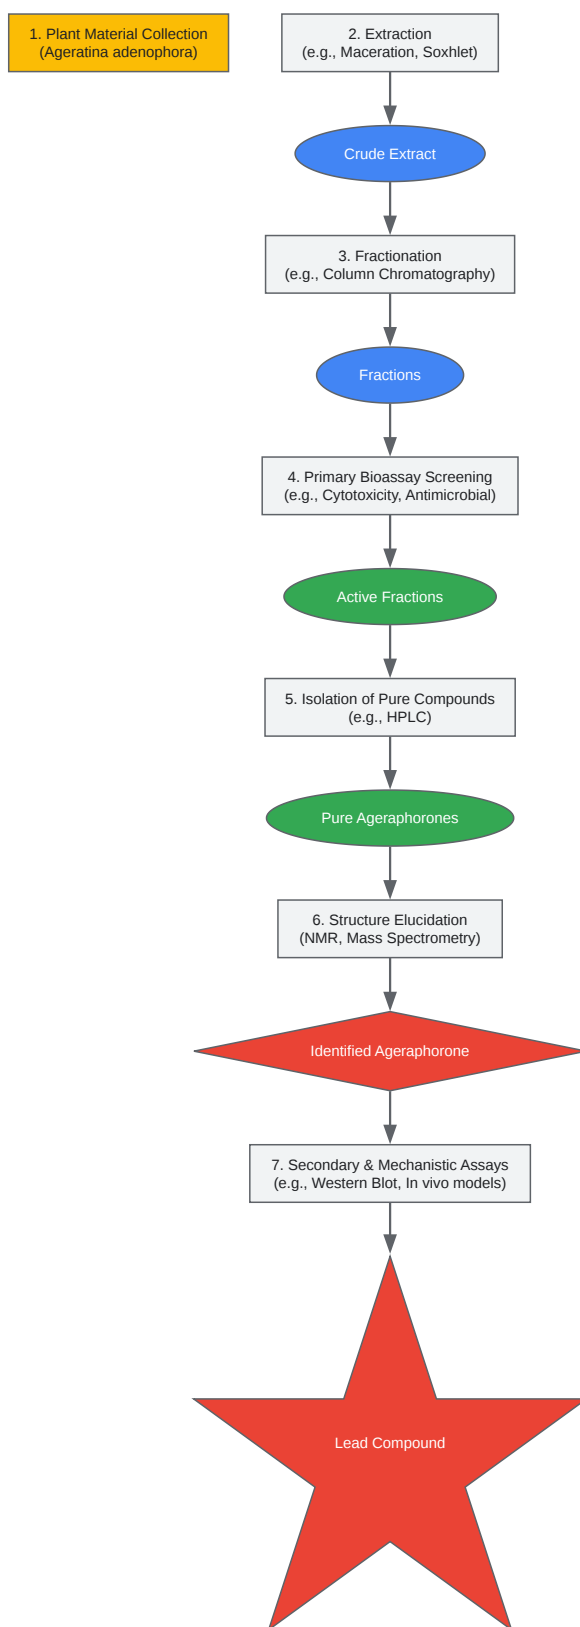 1. Plant Material Collection
(Ageratina adenophora)
2. Extraction
(e.g., Maceration, Soxhlet)
Crude Extract
3. Fractionation
(e.g., Column Chromatography)
Fractions
4. Primary Bioassay Screening
(e.g., Cytotoxicity, Antimicrobial)
Active Fractions
5. Isolation of Pure Compounds
(e.g., HPLC)
Pure Ageraphorones
6. Structure Elucidation
(NMR, Mass Spectrometry)
Identified Ageraphorone
7. Secondary & Mechanistic Assays
(e.g., Western Blot, In vivo models)
Lead Compound